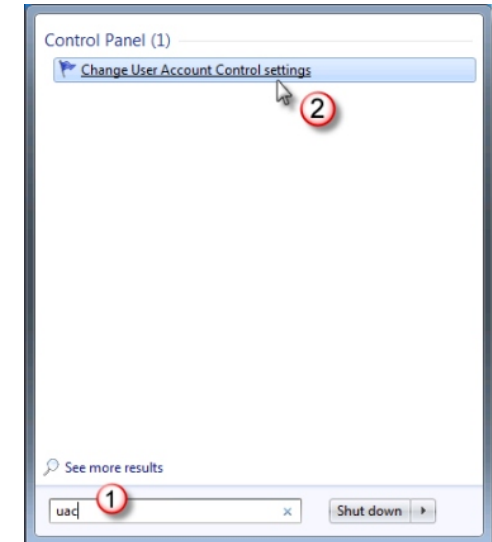 Control Panel (1)
Change User Account Control settings
2
See more results
1
uac
Shut down